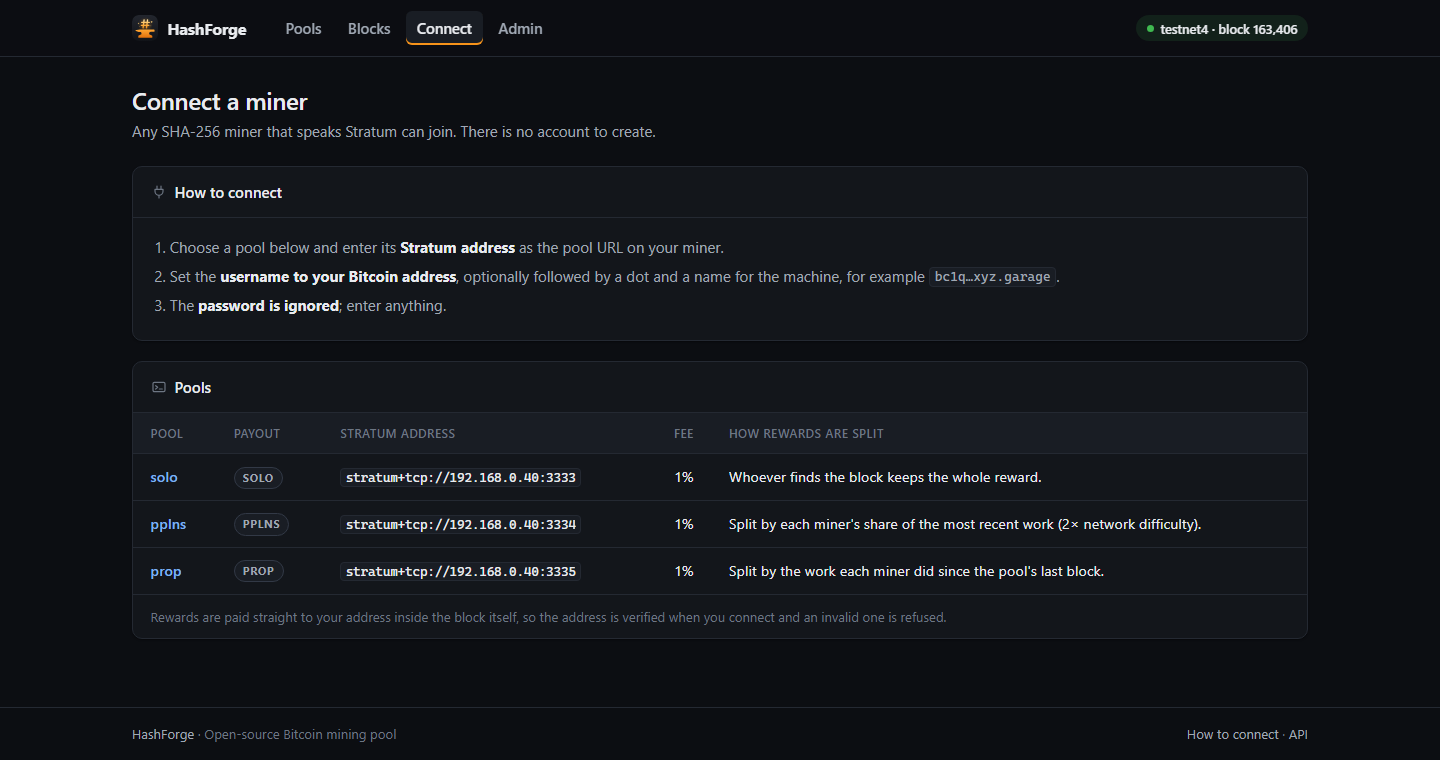 HashForge Pools Blocks Connect Admin testnet4 · block 163,406
Connect a miner
Any SHA-256 miner that speaks Stratum can join. There is no account to create.
How to connect
1. Choose a pool below and enter its Stratum address as the pool URL on your miner.
2. Set the username to your Bitcoin address, optionally followed by a dot and a name for the machine, for example bc1q…xyz.garage.
3. The password is ignored; enter anything.
Pools
POOL PAYOUT STRATUM ADDRESS FEE HOW REWARDS ARE SPLIT
solo SOLO stratum+tcp://192.168.0.40:3333 1% Whoever finds the block keeps the whole reward.
pplns PPLNS stratum+tcp://192.168.0.40:3334 1% Split by each miner's share of the most recent work (2× network difficulty).
prop PROP stratum+tcp://192.168.0.40:3335 1% Split by the work each miner did since the pool's last block.
Rewards are paid straight to your address inside the block itself, so the address is verified when you connect and an invalid one is refused.
HashForge · Open-source Bitcoin mining pool How to connect · API